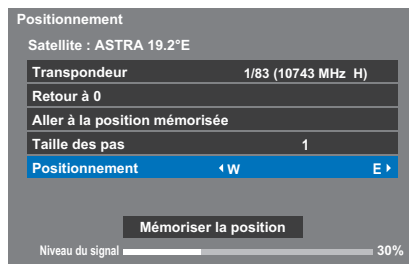 Positionnement
Satellite : ASTRA 19.2°E
Transpondeur 1/83 (10743 MHz H)
Retour à 0
Aller à la position mémorisée
Taille des pas 1
Positionnement W E
Mémoriser la position
Niveau du signal 30%